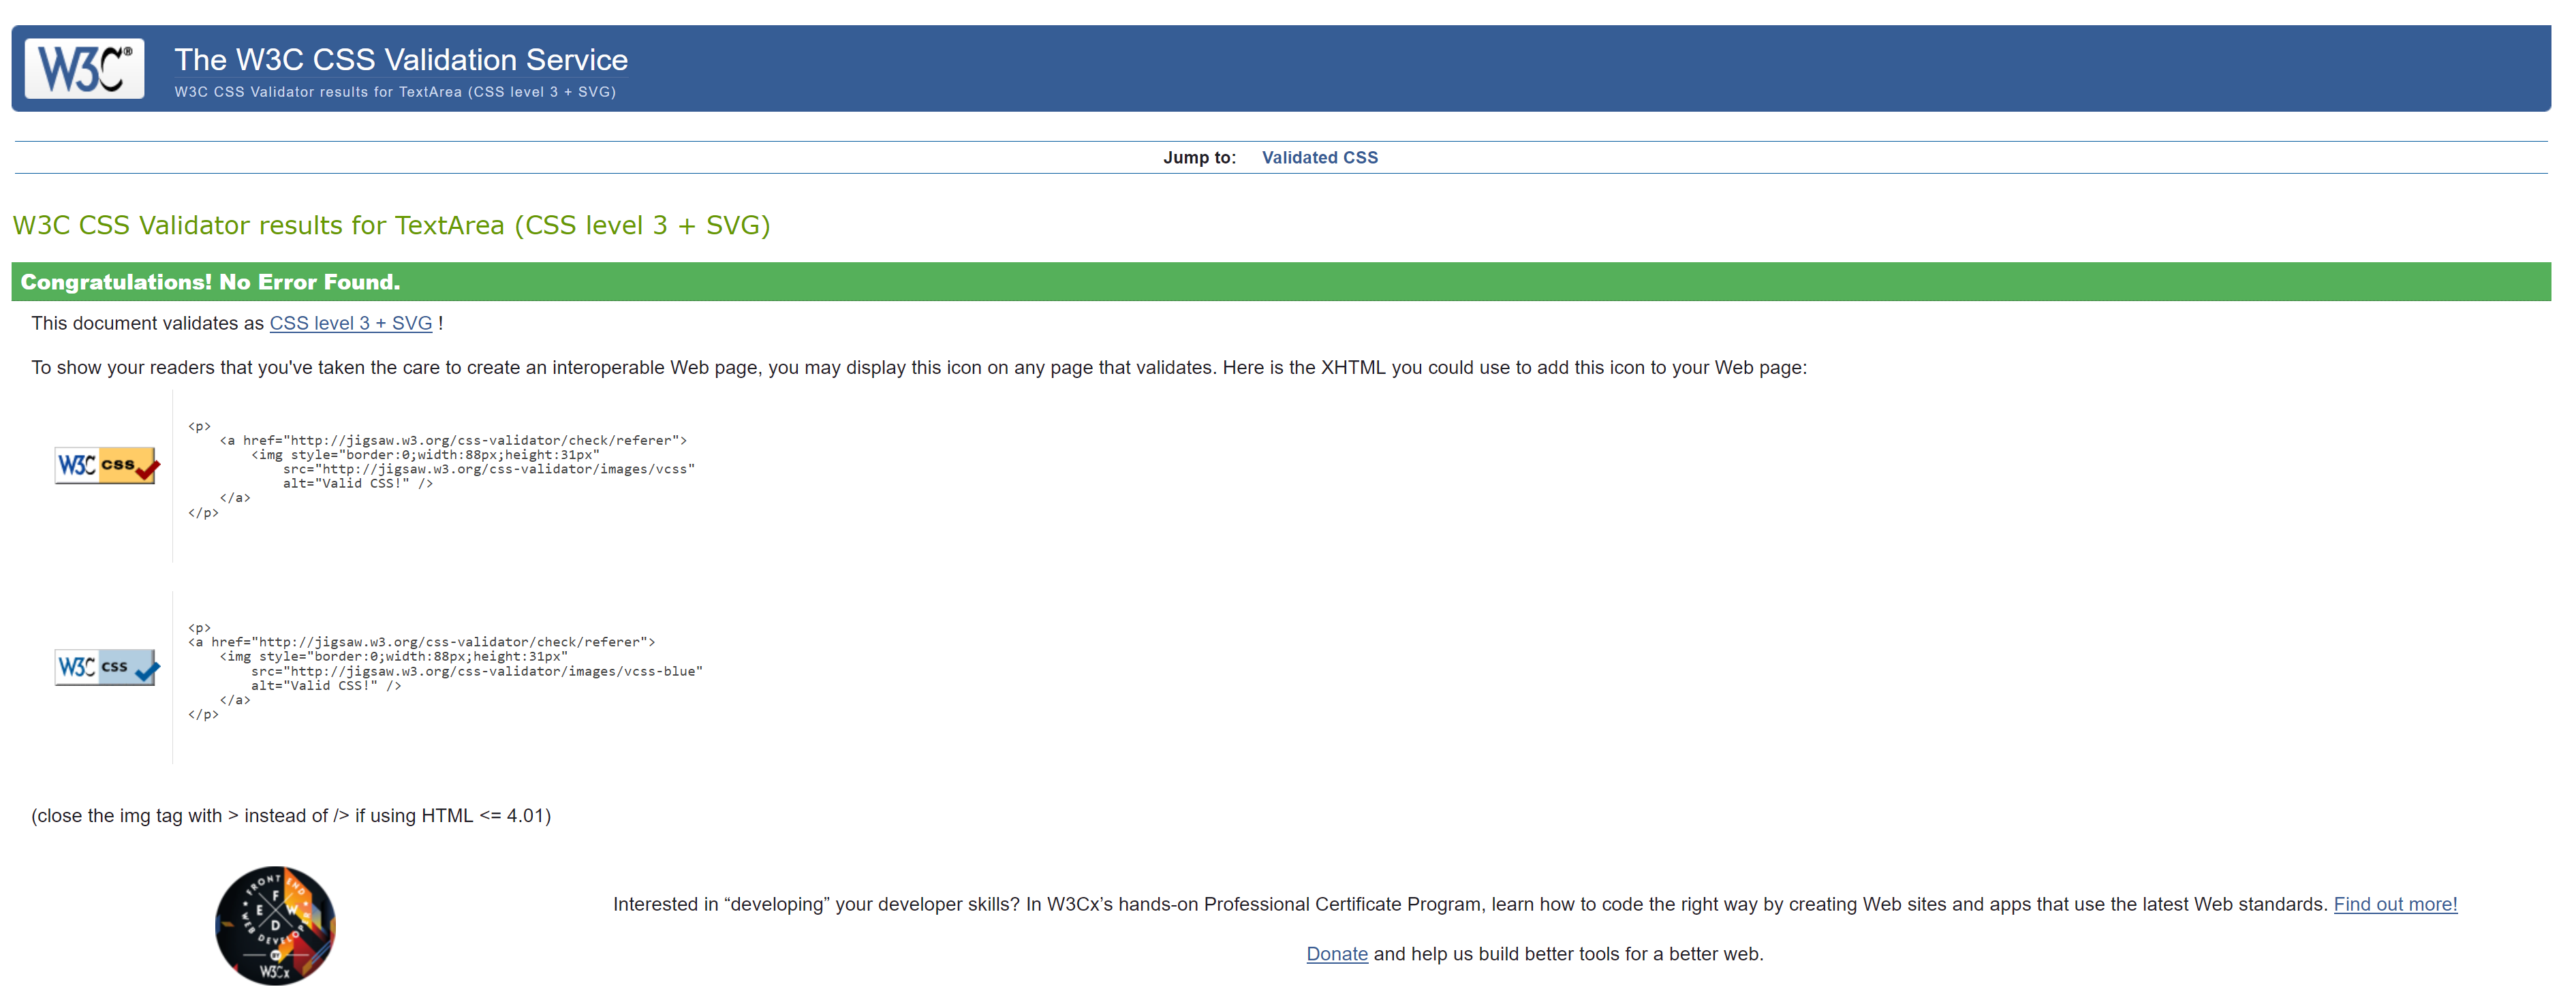 W3C®
The W3C CSS Validation Service
W3C CSS Validator results for TextArea (CSS level 3 + SVG)
Jump to: Validated CSS
W3C CSS Validator results for TextArea (CSS level 3 + SVG)
Congratulations! No Error Found.
This document validates as CSS level 3 + SVG !
To show your readers that you've taken the care to create an interoperable Web page, you may display this icon on any page that validates. Here is the XHTML you could use to add this icon to your Web page:
W3C css
<p>
    <a href="http://jigsaw.w3.org/css-validator/check/referer">
        <img style="border:0;width:88px;height:31px"
            src="http://jigsaw.w3.org/css-validator/images/vcss"
            alt="Valid CSS!" />
    </a>
</p>
W3C css
<p>
<a href="http://jigsaw.w3.org/css-validator/check/referer">
    <img style="border:0;width:88px;height:31px"
        src="http://jigsaw.w3.org/css-validator/images/vcss-blue"
        alt="Valid CSS!" />
    </a>
</p>
(close the img tag with > instead of /> if using HTML <= 4.01)
FRONT END
WEB DEVELOPER
F
E W
D
BY
W3Cx
Interested in “developing” your developer skills? In W3Cx’s hands-on Professional Certificate Program, learn how to code the right way by creating Web sites and apps that use the latest Web standards. Find out more!
Donate and help us build better tools for a better web.